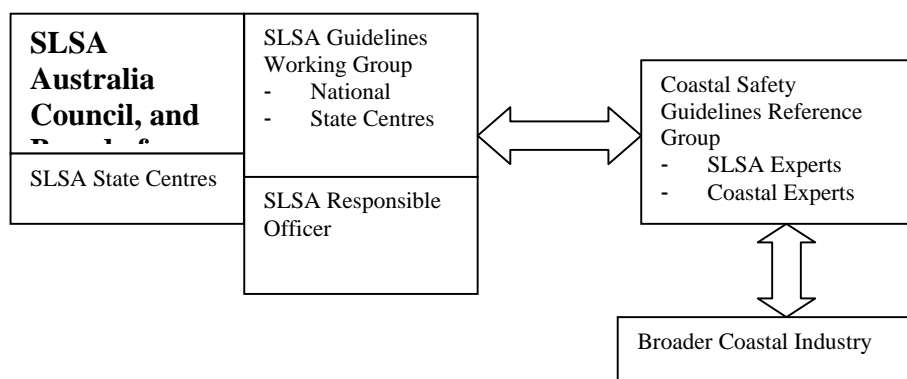 SLSA
Australia
Council, and
SLSA State Centres
SLSA Guidelines
Working Group
- National
- State Centres
SLSA Responsible
Officer
Coastal Safety
Guidelines Reference
Group
- SLSA Experts
- Coastal Experts
Broader Coastal Industry